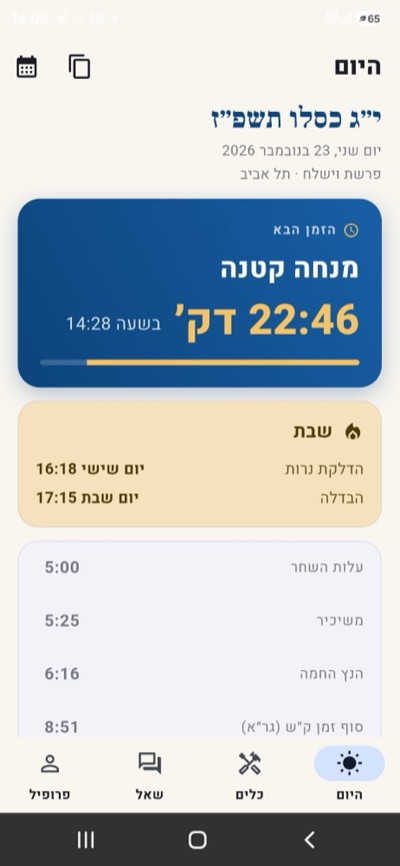 14:05
65
היום
י״ג כסלו תשפ״ז
יום שני, 23 בנובמבר 2026
פרשת וישלח · תל אביב
הזמן הבא
מנחה קטנה
22:46 דק׳ בשעה 14:28
שבת
הדלקת נרות יום שישי 16:18
הבדלה יום שבת 17:15
עלות השחר 5:00
משיכיר 5:25
הנץ החמה 6:16
סוף זמן ק״ש (גר״א) 8:51
היום
כלים
שאל
פרופיל